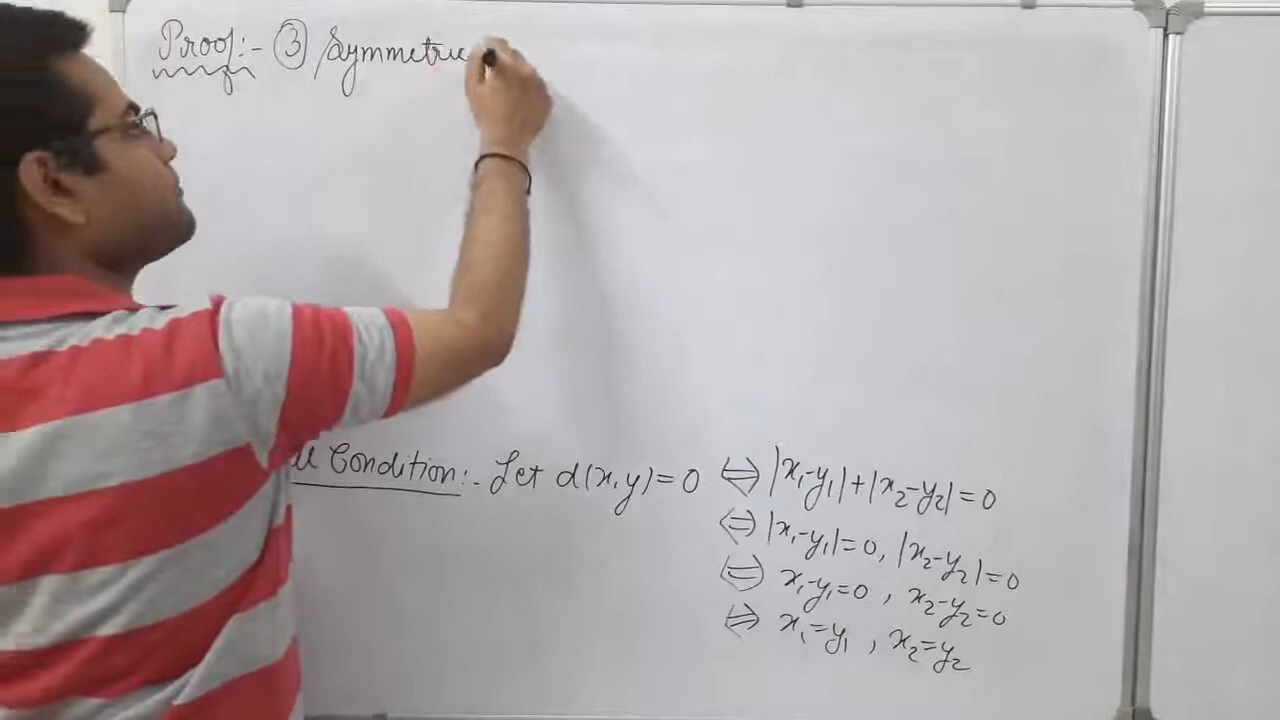 Proof:- ③ Symmetric
Condition:- Let d(x,y)=0 ⇔ |x₁-y₁|+|x₂-y₂|=0
⇔ |x₁-y₁|=0, |x₂-y₂|=0
⇔ x₁-y₁=0 , x₂-y₂=0
⇔ x₁=y₁ , x₂=y₂